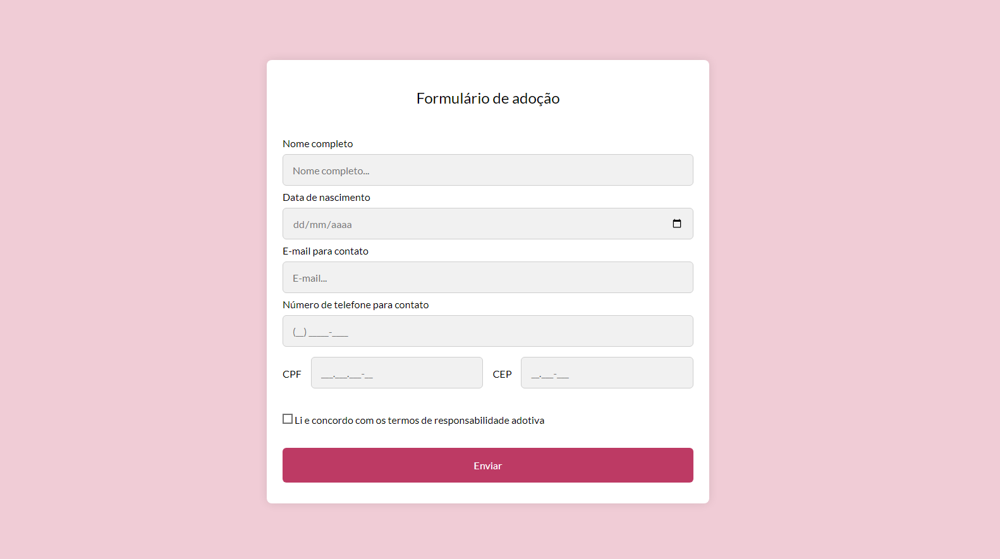 Formulário de adoção
Nome completo
Nome completo...
Data de nascimento
dd/mm/aaaa
E-mail para contato
E-mail...
Número de telefone para contato
(__) _____-____
CPF ___.___.___-__ CEP __.___-___
Li e concordo com os termos de responsabilidade adotiva
Enviar